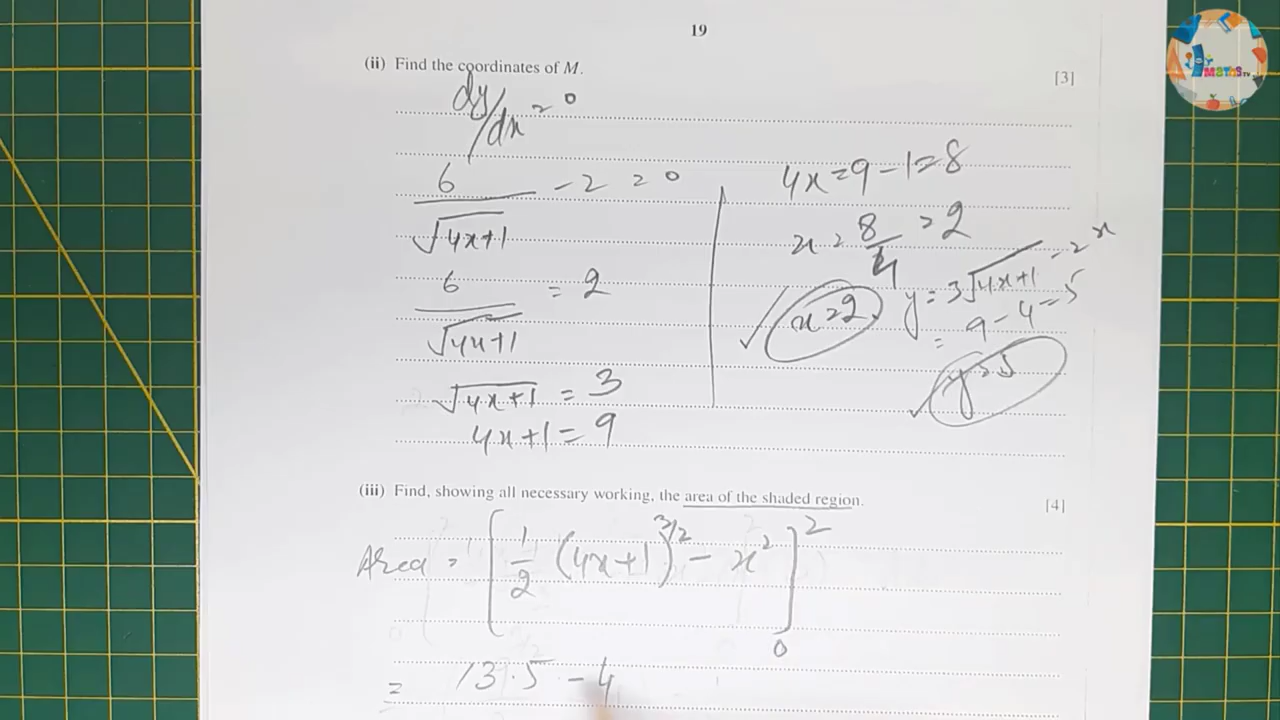 19
(ii) Find the coordinates of M.
[3]
dy/dx = 0
6/√4x+1 - 2 = 0
6/√4x+1 = 2
√4x+1 = 3
4x+1 = 9
4x = 9 - 1 = 8
x = 8/4 = 2
x = 2
y = 3√4x+1 - 2x
= 9 - 4 = 5
y = 5
(iii) Find, showing all necessary working, the area of the shaded region.
[4]
Area = [1/2 (4x+1)^3/2 - x^2]^2_0
= 13.5 - 4
MATHS TV